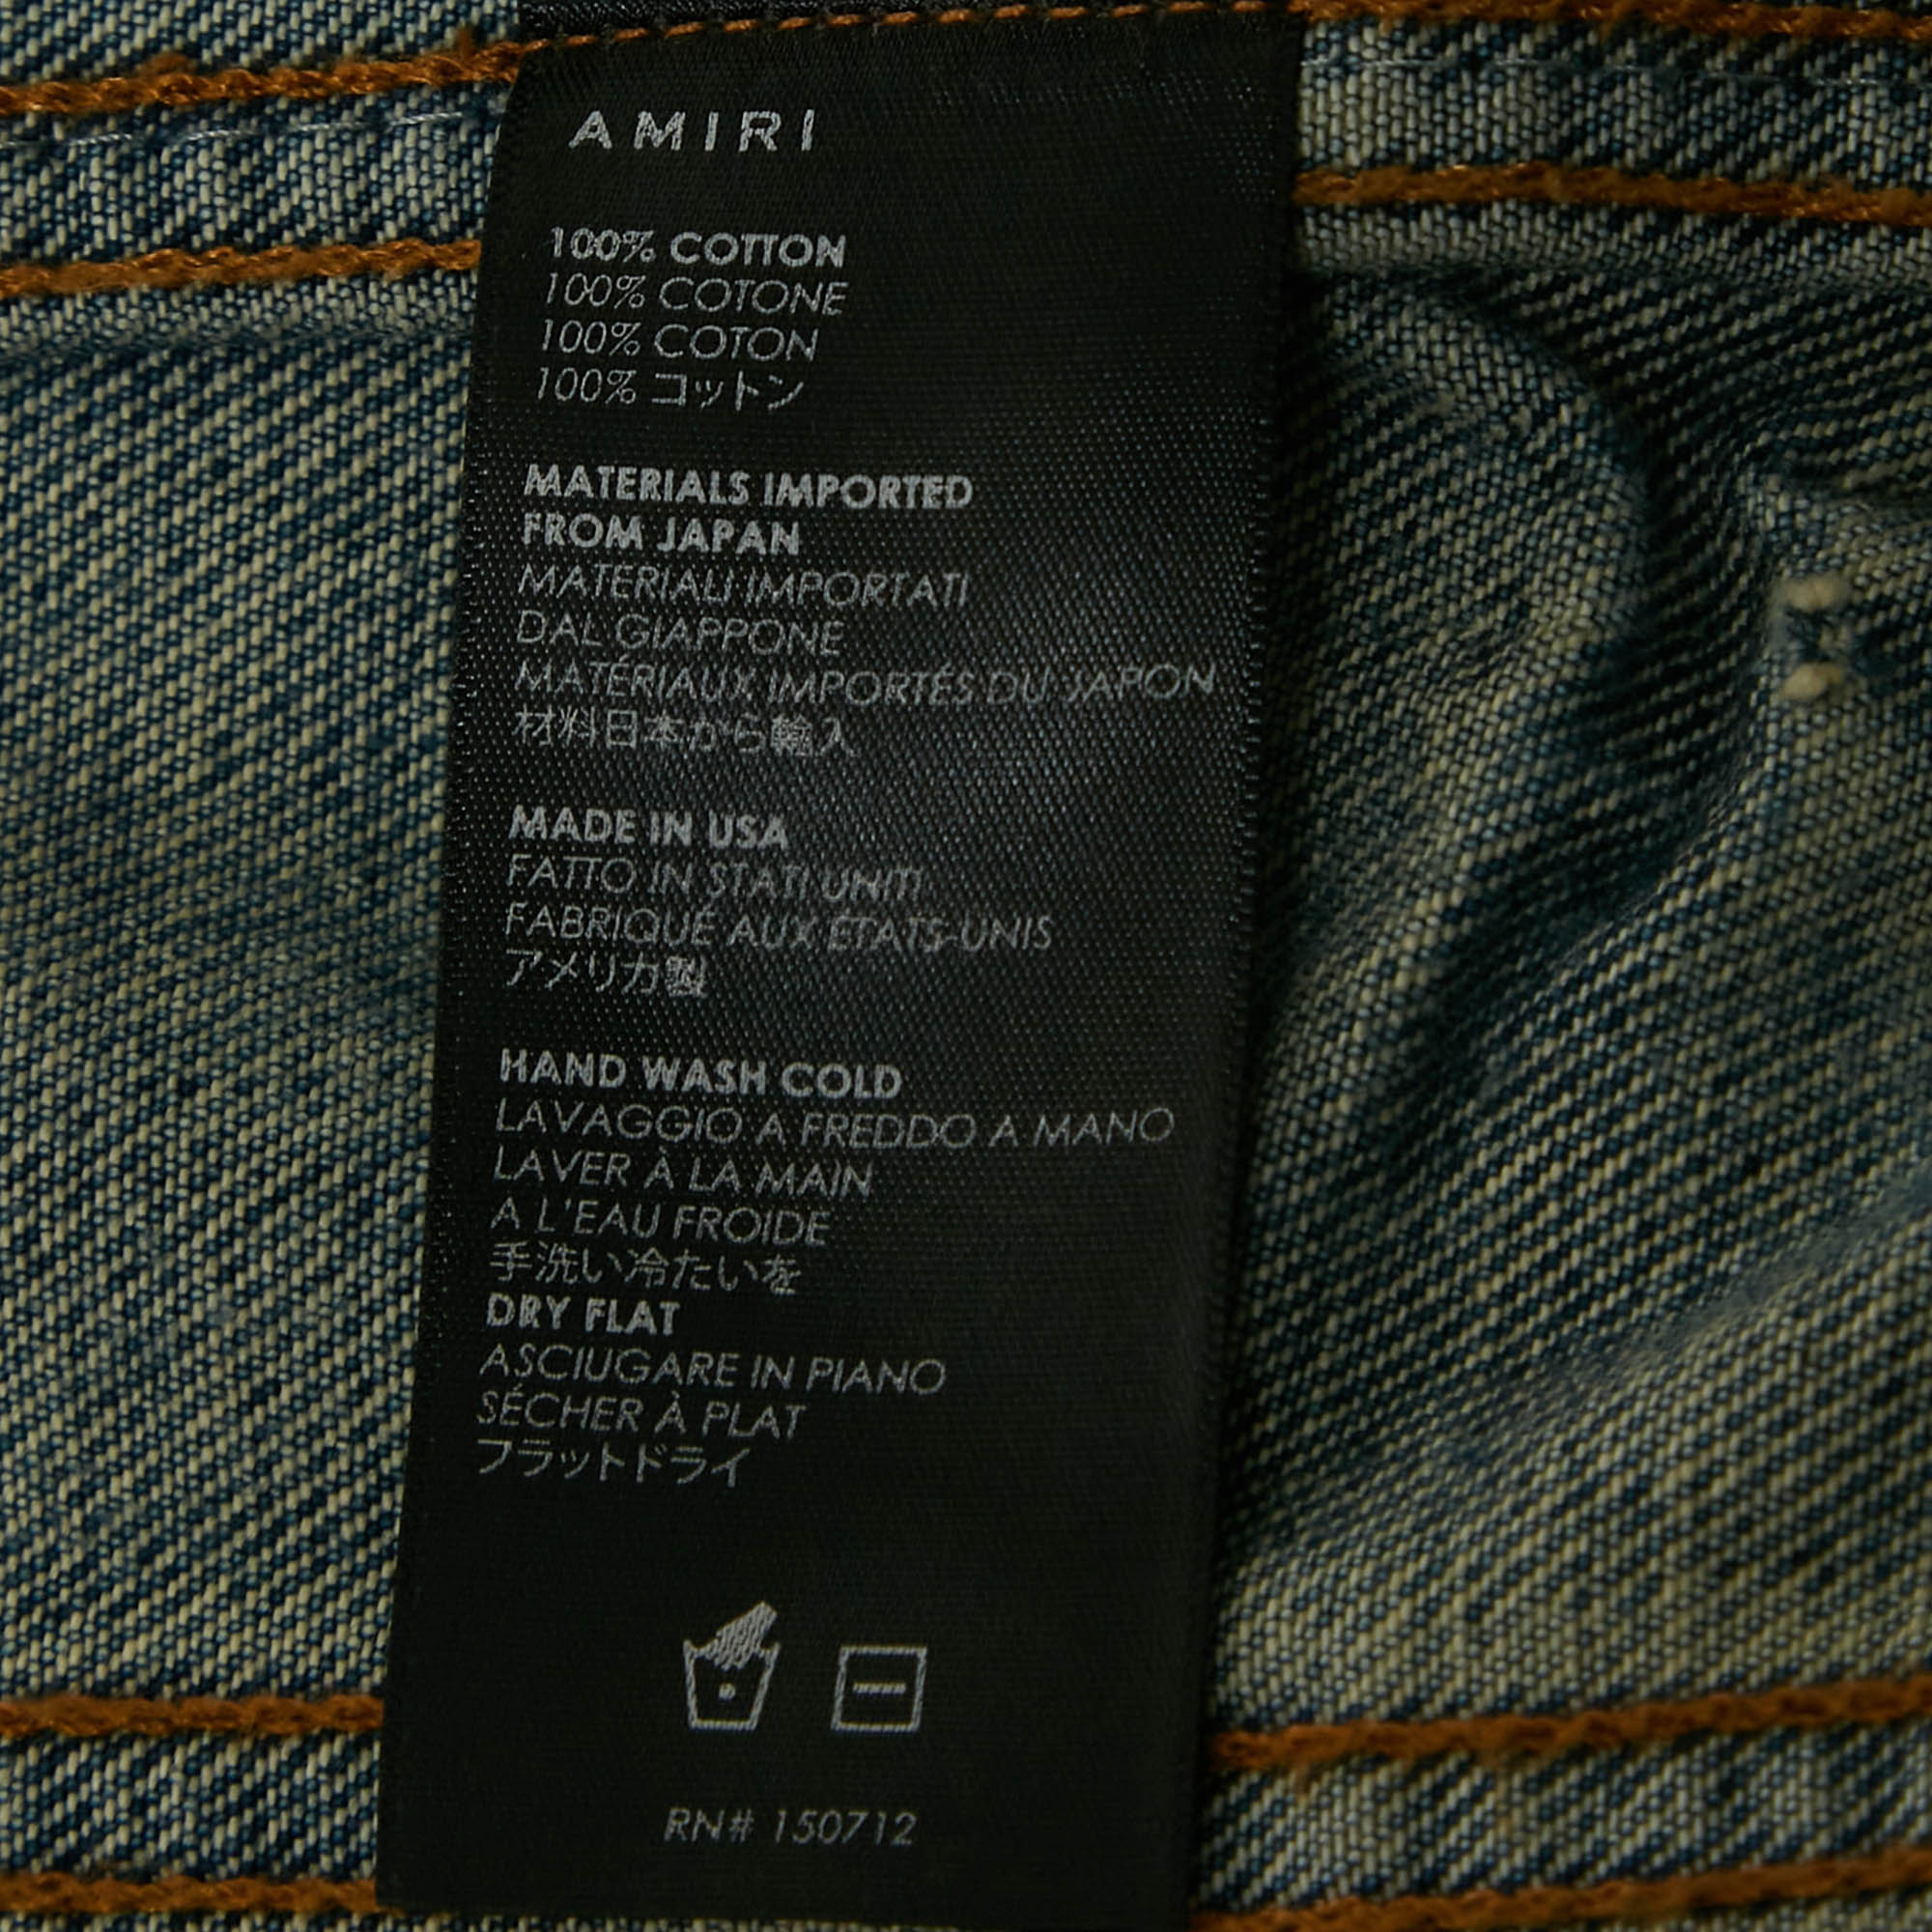 AMIRI
100% COTTON
100% COTONE
100% COTON
100% コットン
MATERIALS IMPORTED
FROM JAPAN
MATERIALI IMPORTATI
DAL GIAPPONE
MATÉRIAUX IMPORTÉS DU JAPON
材料日本から輸入
MADE IN USA
FATTO IN STATI UNITI
FABRIQUÉ AUX ÉTATS-UNIS
アメリカ製
HAND WASH COLD
LAVAGGIO A FREDDO A MANO
LAVER À LA MAIN
A L'EAU FROIDE
手洗い冷たいを
DRY FLAT
ASCIUGARE IN PIANO
SÉCHER À PLAT
フラットドライ
RN# 150712